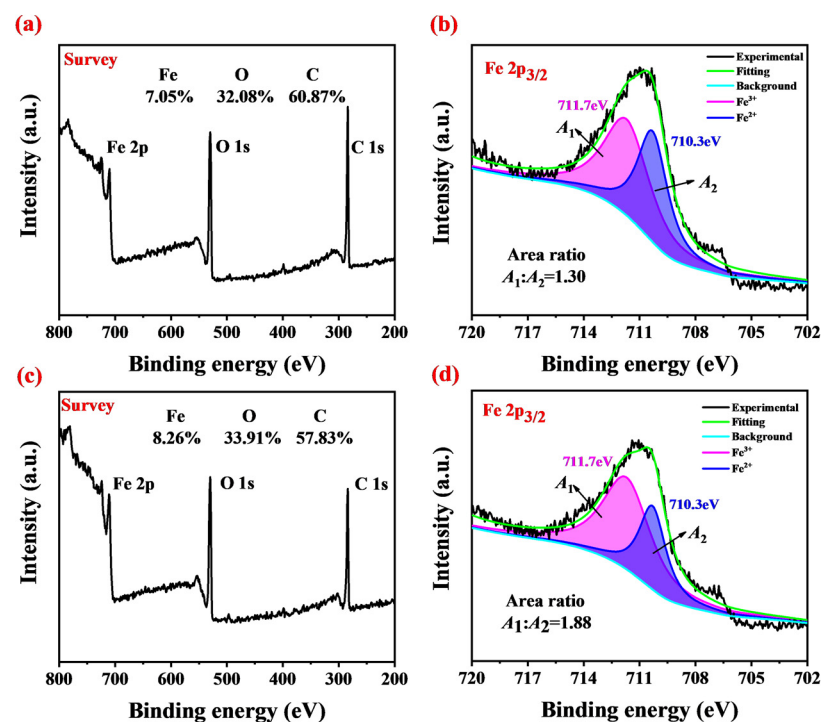 (a)
Survey
Fe O C
7.05% 32.08% 60.87%
Fe 2p
O 1s
C 1s
Intensity (a.u.)
800 700 600 500 400 300 200
Binding energy (eV)
(b)
Fe 2p3/2
Experimental
Fitting
Background
Fe³⁺
Fe²⁺
711.7eV
710.3eV
A₁
A₂
Area ratio
A₁:A₂=1.30
Intensity (a.u.)
720 717 714 711 708 705 702
Binding energy (eV)
(c)
Survey
Fe O C
8.26% 33.91% 57.83%
Fe 2p
O 1s
C 1s
Intensity (a.u.)
800 700 600 500 400 300 200
Binding energy (eV)
(d)
Fe 2p3/2
Experimental
Fitting
Background
Fe³⁺
Fe²⁺
711.7eV
710.3eV
A₁
A₂
Area ratio
A₁:A₂=1.88
Intensity (a.u.)
720 717 714 711 708 705 702
Binding energy (eV)